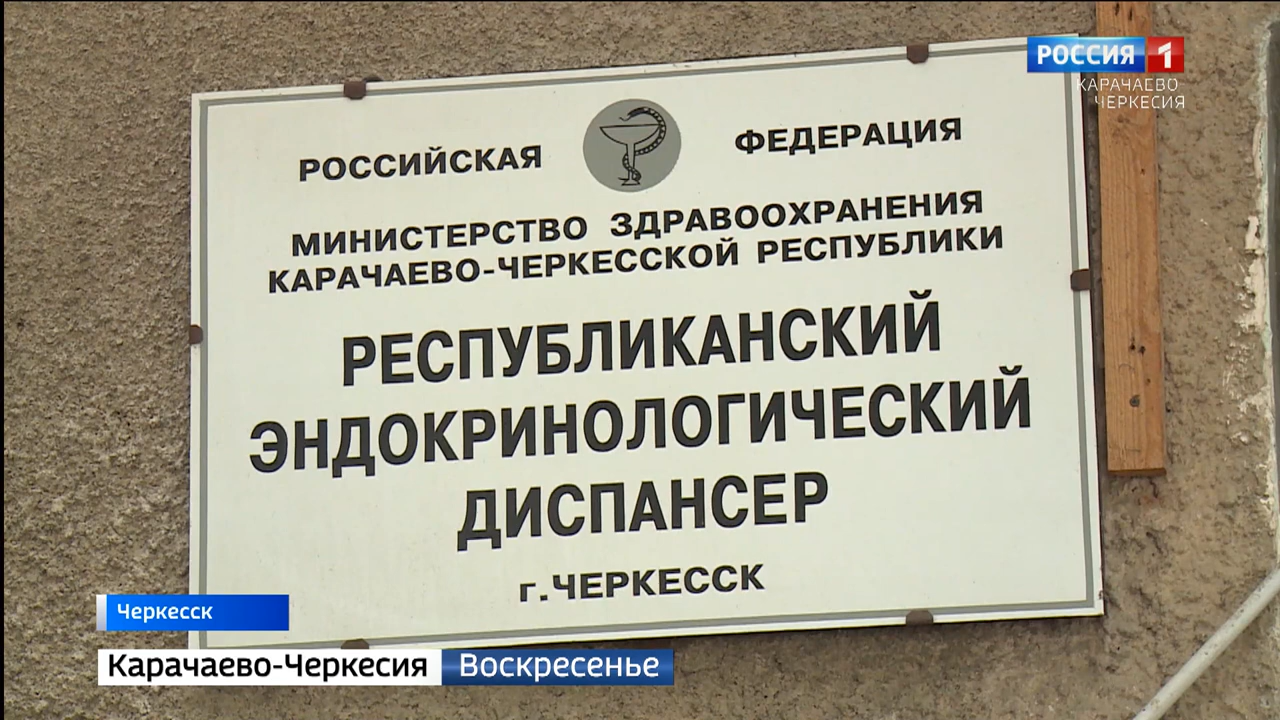 РОССИЯ 1
КАРАЧАЕВО
ЧЕРКЕСИЯ
РОССИЙСКАЯ ФЕДЕРАЦИЯ
МИНИСТЕРСТВО ЗДРАВООХРАНЕНИЯ
КАРАЧАЕВО-ЧЕРКЕССКОЙ РЕСПУБЛИКИ
РЕСПУБЛИКАНСКИЙ
ЭНДОКРИНОЛОГИЧЕСКИЙ
ДИСПАНСЕР
г. ЧЕРКЕССК
Черкесск
Карачаево-Черкесия Воскресенье